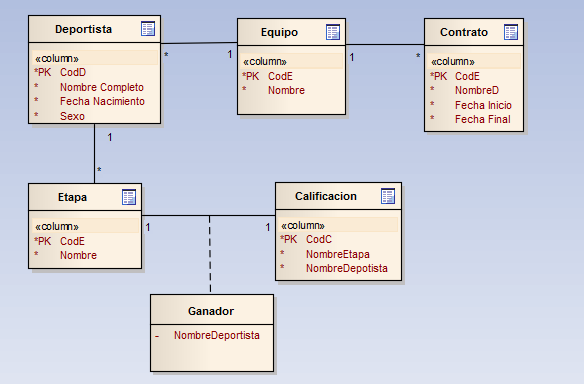 Deportista
«column»
*PK CodD
* Nombre Completo
* Fecha Nacimiento
* Sexo
* 1
Equipo
«column»
*PK CodE
* Nombre
1 *
Contrato
«column»
*PK CodE
* NombreD
* Fecha Inicio
* Fecha Final
1
*
Etapa
«column»
*PK CodE
* Nombre
1 1
Calificacion
«column»
*PK CodC
* NombreEtapa
* NombreDepotista
Ganador
- NombreDeportista